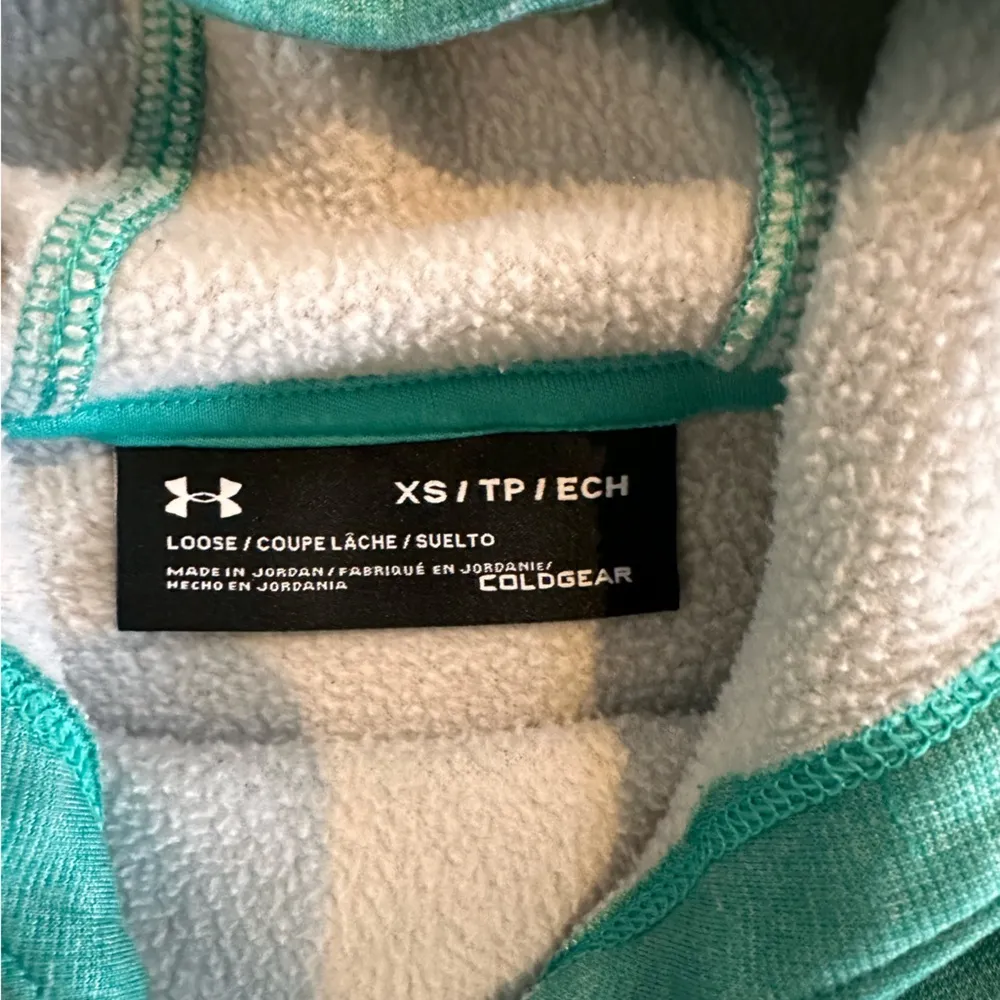 XS / TP / ECH
LOOSE / COUPE LÂCHE / SUELTO
MADE IN JORDAN / FABRIQUÉ EN JORDANIE/
HECHO EN JORDANIA
COLDGEAR